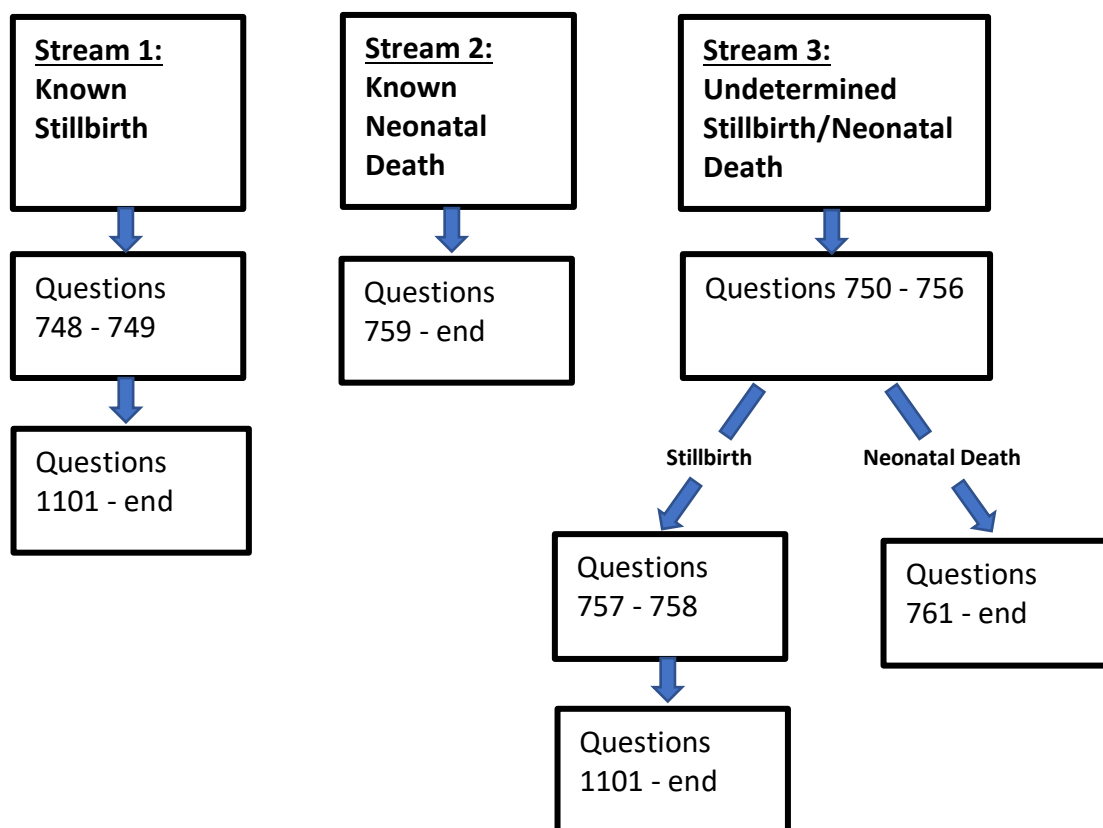 Stream 1:
Known
Stillbirth
Questions
748 - 749
Questions
1101 - end
Stream 2:
Known
Neonatal
Death
Questions
759 - end
Stream 3:
Undetermined
Stillbirth/Neonatal
Death
Questions 750 - 756
Stillbirth
Neonatal Death
Questions
757 - 758
Questions
1101 - end
Questions
761 - end